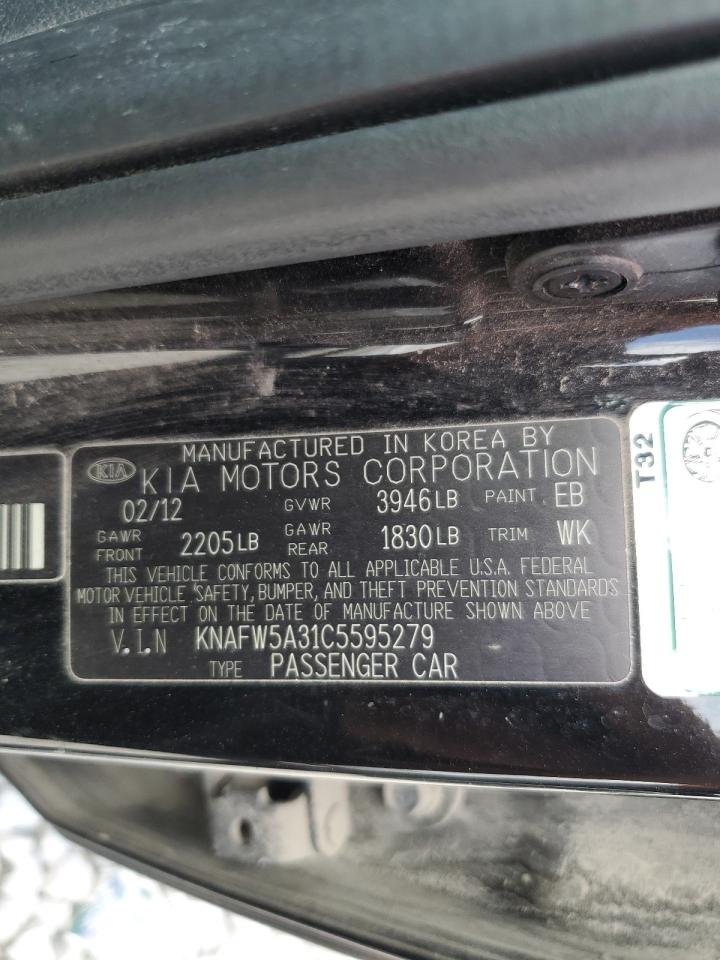 MANUFACTURED IN KOREA BY
KIA KIA MOTORS CORPORATION
02/12 GVWR 3946LB PAINT EB
GAWR FRONT 2205LB GAWR REAR 1830LB TRIM WK
THIS VEHICLE CONFORMS TO ALL APPLICABLE U.S.A. FEDERAL
MOTOR VEHICLE SAFETY, BUMPER, AND THEFT PREVENTION STANDARDS
IN EFFECT ON THE DATE OF MANUFACTURE SHOWN ABOVE
V.I.N KNAFW5A31C5595279
TYPE PASSENGER CAR
T32